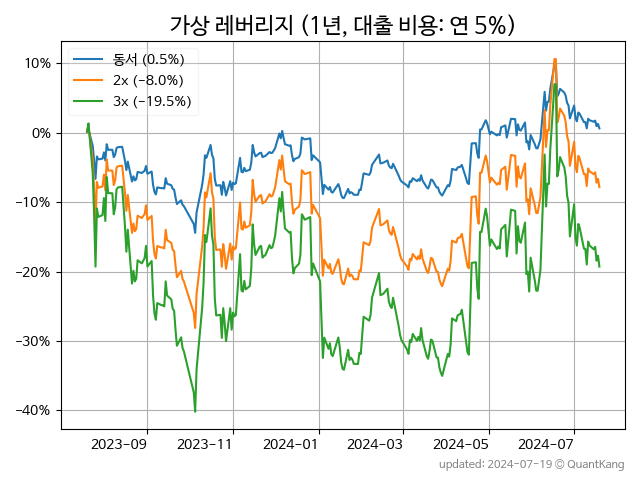 가상 레버리지 (1년, 대출 비용: 연 5%)
동서 (0.5%)
2x (−8.0%)
3x (−19.5%)
10%
0%
−10%
−20%
−30%
−40%
2023-09 2023-11 2024-01 2024-03 2024-05 2024-07
updated: 2024-07-19 © QuantKang